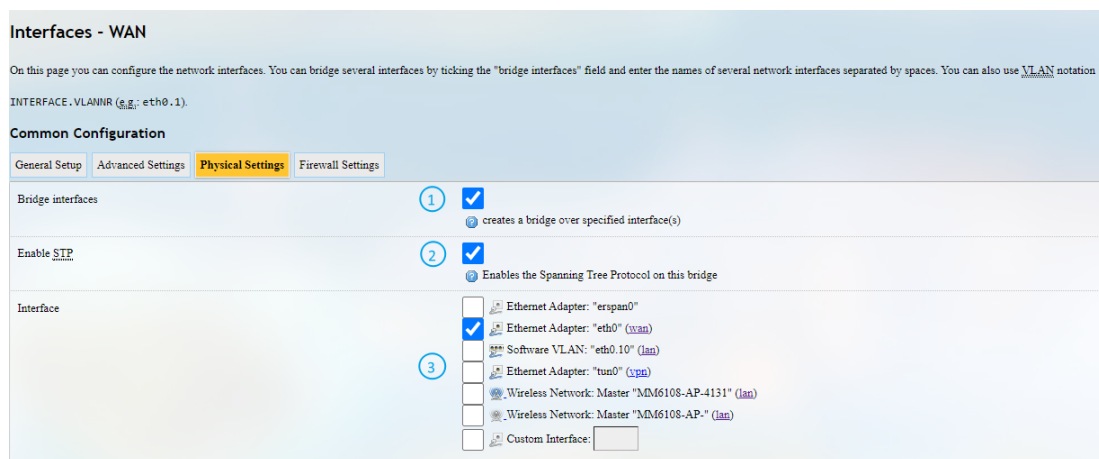 Interfaces - WAN
On this page you can configure the network interfaces. You can bridge several interfaces by ticking the "bridge interfaces" field and enter the names of several network interfaces separated by spaces. You can also use VLAN notation
INTERFACE.VLANNR (e.g.: eth0.1).
Common Configuration
General Setup Advanced Settings Physical Settings Firewall Settings
Bridge interfaces 1
creates a bridge over specified interface(s)
Enable STP 2
Enables the Spanning Tree Protocol on this bridge
Interface
Ethernet Adapter: "erspan0"
Ethernet Adapter: "eth0" (wan)
Software VLAN: "eth0.10" (lan)
3
Ethernet Adapter: "tun0" (vpn)
Wireless Network: Master "MM6108-AP-4131" (lan)
Wireless Network: Master "MM6108-AP-" (lan)
Custom Interface: